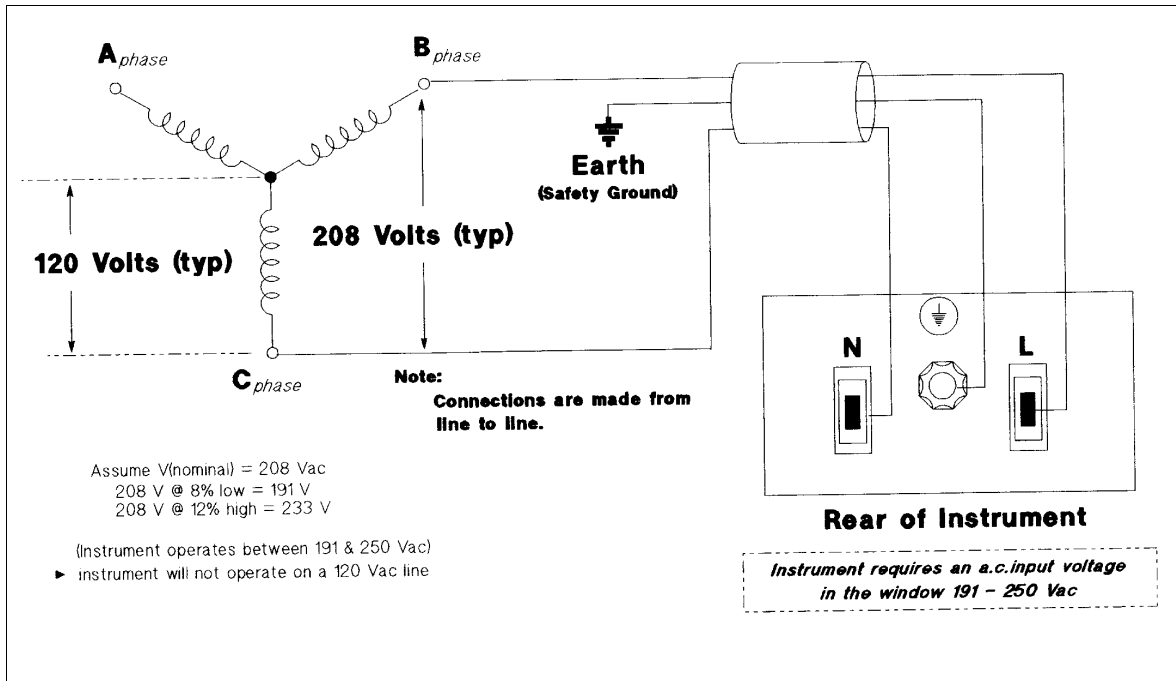 A phase
B phase
Earth
(Safety Ground)
208 Volts (typ)
120 Volts (typ)
C phase
Note:
Connections are made from
line to line.
N
L
Assume V(nominal) = 208 Vac
208 V @ 8% low = 191 V
208 V @ 12% high = 233 V
(Instrument operates between 191 & 250 Vac)
► instrument will not operate on a 120 Vac line
Rear of Instrument
Instrument requires an a.c.input voltage
in the window 191 – 250 Vac